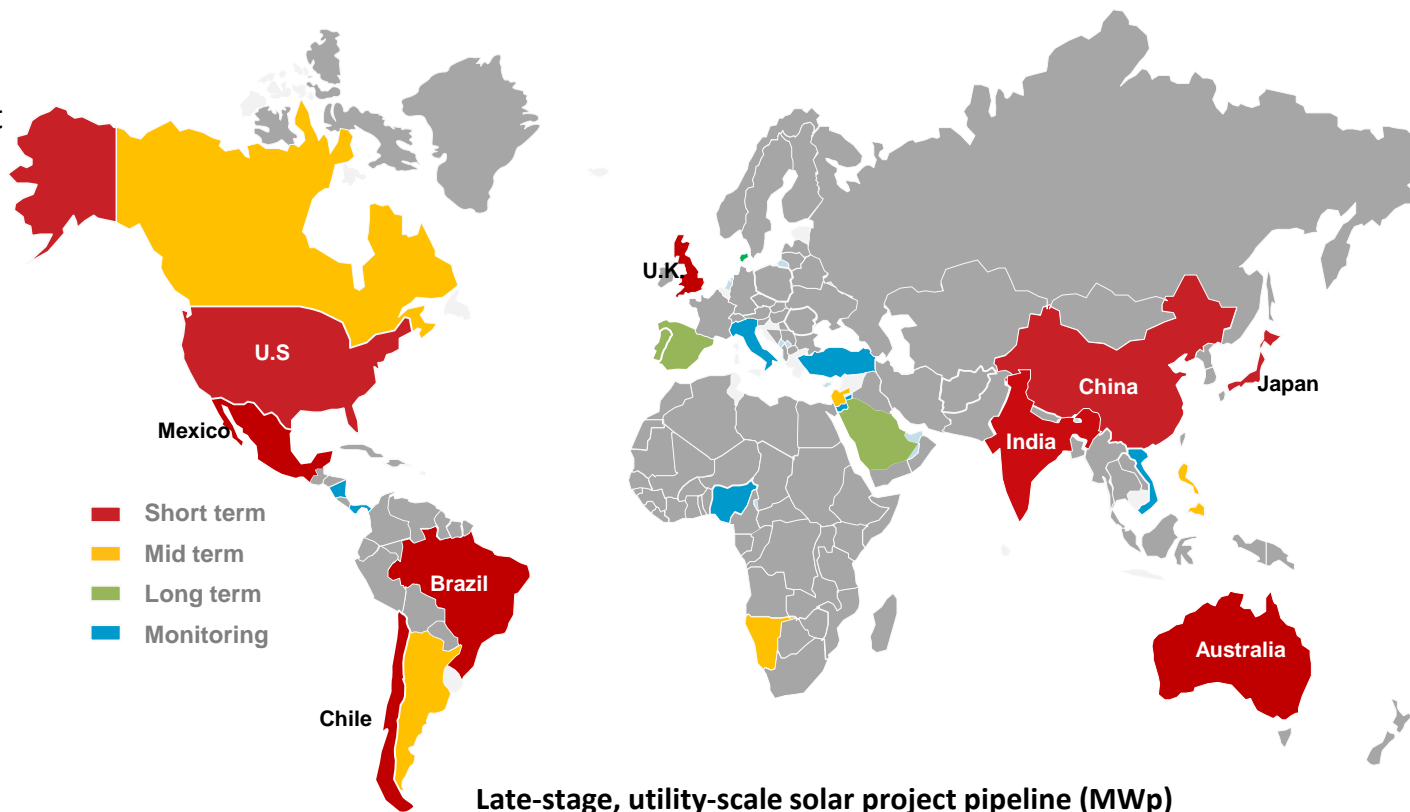 U.K.
U.S
China
Japan
Mexico
India
Short term
Mid term
Long term
Monitoring
Brazil
Australia
Chile
Late-stage, utility-scale solar project pipeline (MWp)